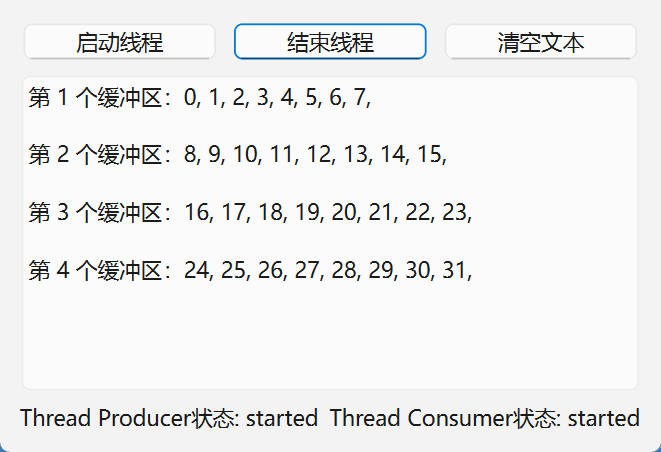 启动线程 结束线程 清空文本
第 1 个缓冲区：0, 1, 2, 3, 4, 5, 6, 7,
第 2 个缓冲区：8, 9, 10, 11, 12, 13, 14, 15,
第 3 个缓冲区：16, 17, 18, 19, 20, 21, 22, 23,
第 4 个缓冲区：24, 25, 26, 27, 28, 29, 30, 31,
Thread Producer状态: started Thread Consumer状态: started